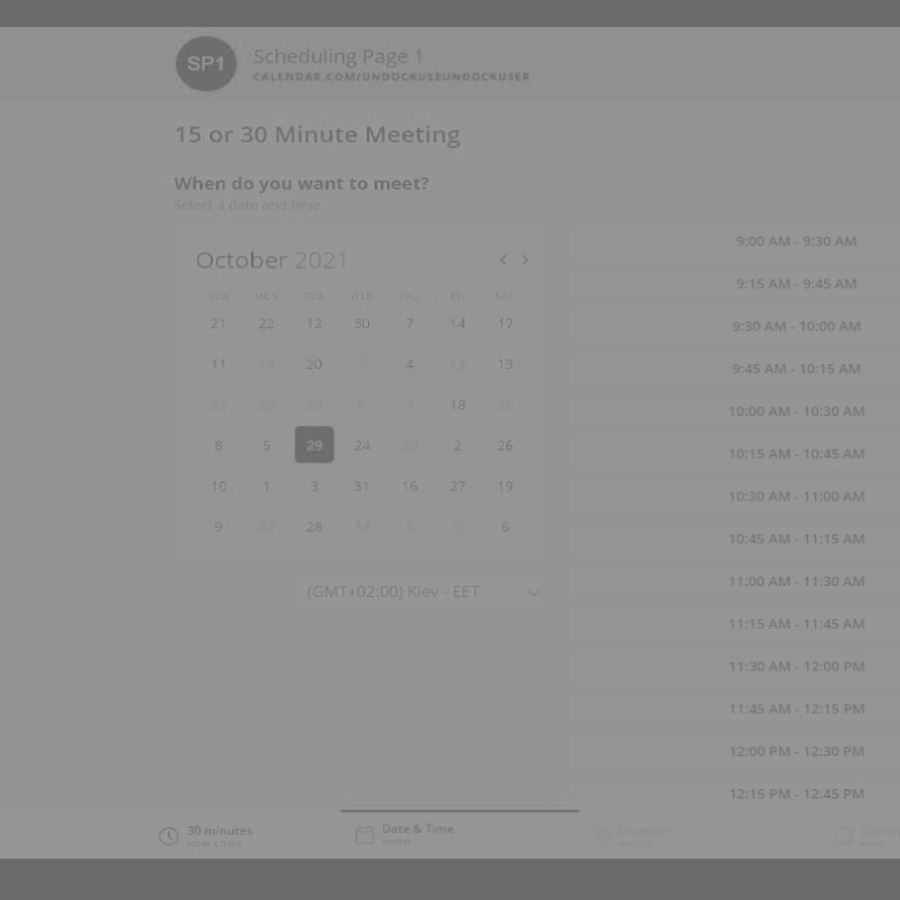 SP1
Scheduling Page 1
CALENDAR.COM/UNDOCKUSEUNDOCKUSER
15 or 30 Minute Meeting
When do you want to meet?
Select a date and time
October 2021
SUN MON TUE WED THU FRI SAT
21 22 12 30 7 14 17
11 18 20 13 4 13
27 25 20 6 4 18 26
8 5 29 24 29 2 26
10 1 3 31 16 27 19
9 28 14 6
(GMT+02:00) Kiev - EET
9:00 AM - 9:30 AM
9:15 AM - 9:45 AM
9:30 AM - 10:00 AM
9:45 AM - 10:15 AM
10:00 AM - 10:30 AM
10:15 AM - 10:45 AM
10:30 AM - 11:00 AM
10:45 AM - 11:15 AM
11:00 AM - 11:30 AM
11:15 AM - 11:45 AM
11:30 AM - 12:00 PM
11:45 AM - 12:15 PM
12:00 PM - 12:30 PM
12:15 PM - 12:45 PM
30 minutes
HOW LONG
Date & Time
WHEN
Location